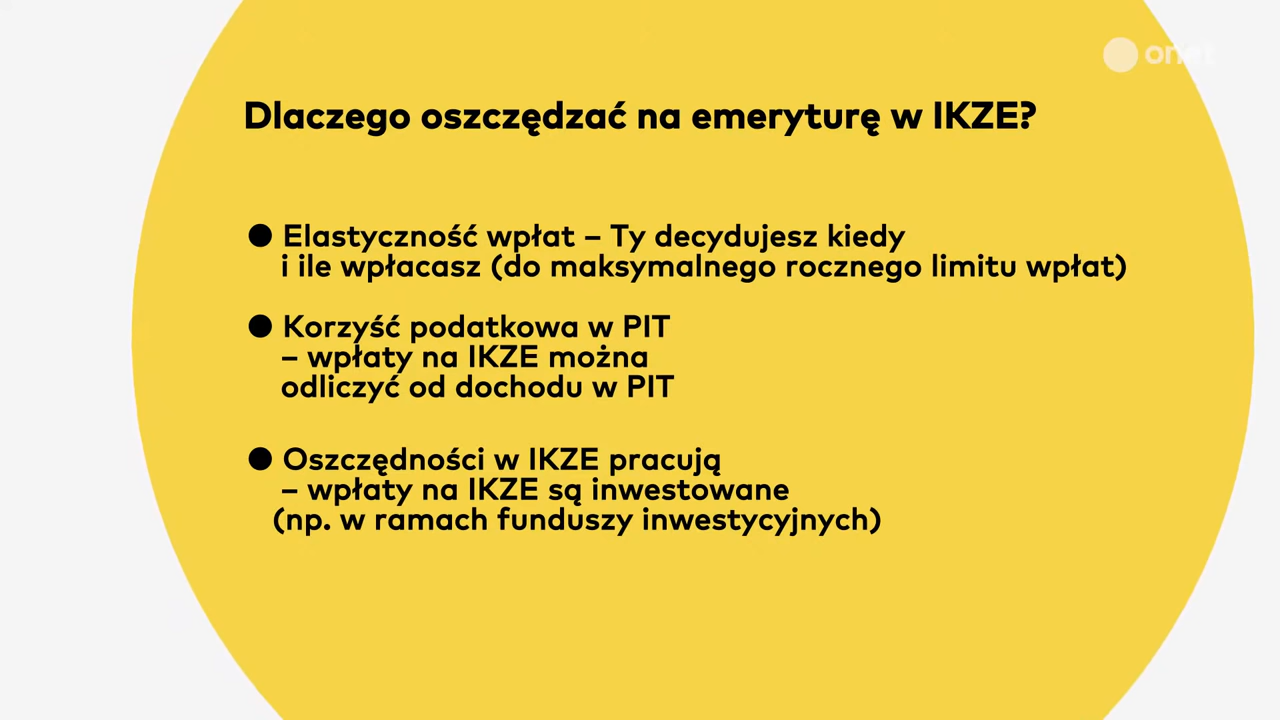 onet
Dlaczego oszczędzać na emeryturę w IKZE?
● Elastyczność wpłat – Ty decydujesz kiedy
i ile wpłacasz (do maksymalnego rocznego limitu wpłat)
● Korzyść podatkowa w PIT
– wpłaty na IKZE można
odliczyć od dochodu w PIT
● Oszczędności w IKZE pracują
– wpłaty na IKZE są inwestowane
(np. w ramach funduszy inwestycyjnych)